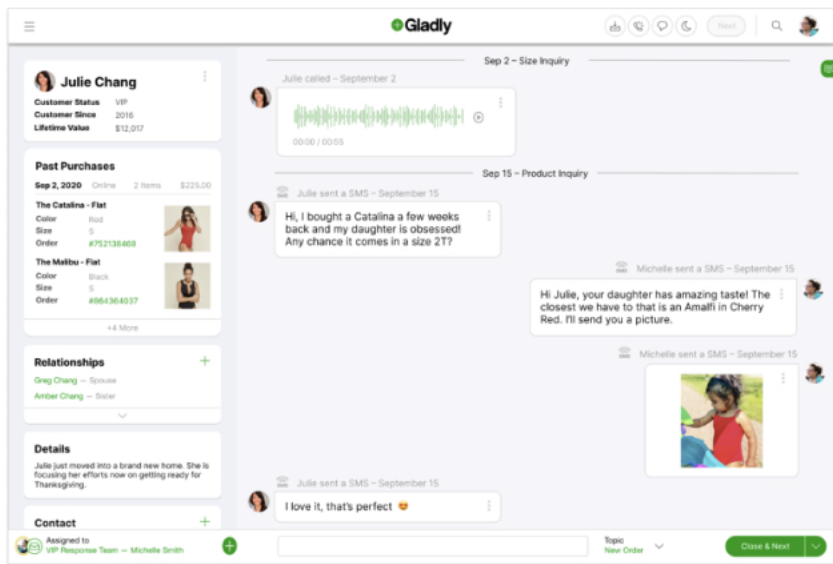 Gladly
Next
Julie Chang
Customer Status VIP
Customer Since 2016
Lifetime Value $12,017
Past Purchases
Sep 2, 2020 Online 2 Items $225.00
The Catalina - Flat
Color Red
Size S
Order #752138468
The Malibu - Flat
Color Black
Size S
Order #864364037
+4 More
Relationships
Greg Chang — Spouse
Amber Chang — Sister
Details
Julie just moved into a brand new home. She is
focusing her efforts now on getting ready for
Thanksgiving.
Contact
Assigned to
VIP Response Team — Michelle Smith
Sep 2 – Size Inquiry
Julie called – September 2
00:00 / 00:55
Sep 15 – Product Inquiry
Julie sent a SMS – September 15
Hi, I bought a Catalina a few weeks
back and my daughter is obsessed!
Any chance it comes in a size 2T?
Michelle sent a SMS – September 15
Hi Julie, your daughter has amazing taste! The
closest we have to that is an Amalfi in Cherry
Red. I'll send you a picture.
Michelle sent a SMS – September 15
Julie sent a SMS – September 15
I love it, that's perfect 😍
Topic
New Order
Close & Next